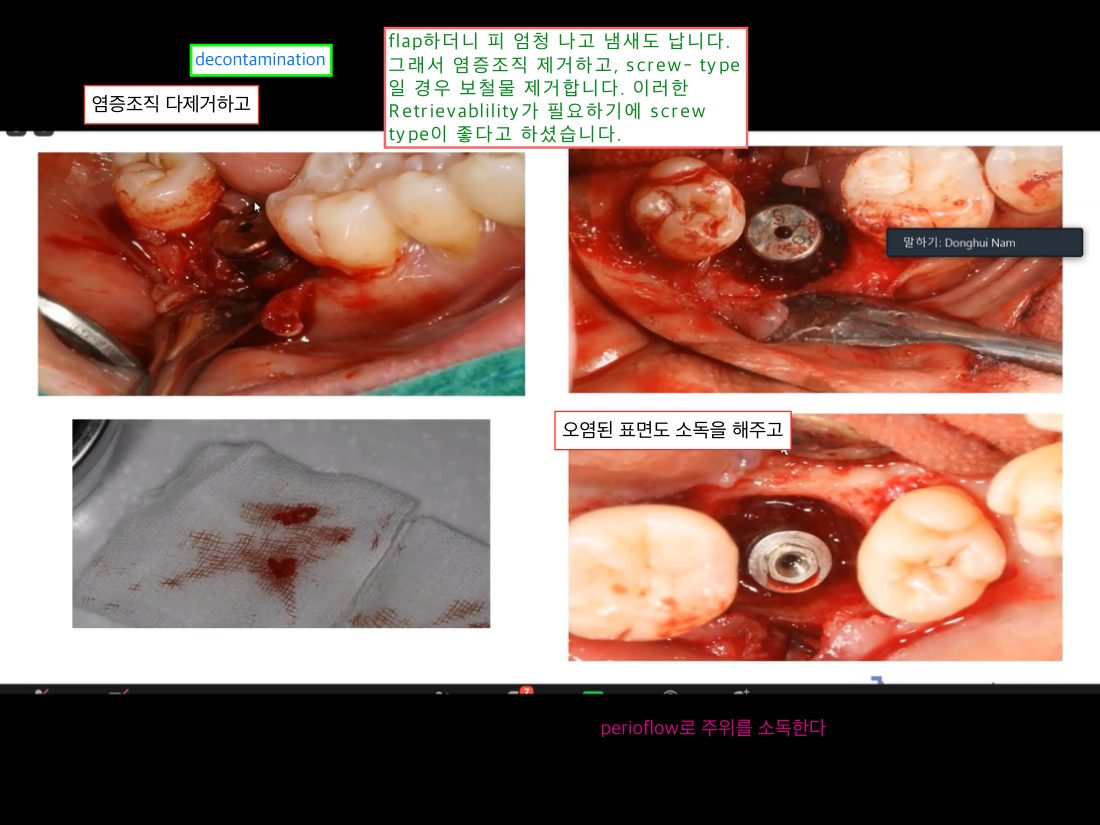 decontamination
염증조직 다제거하고
flap하더니 피 엄청 나고 냄새도 납니다.
그래서 염증조직 제거하고, screw- type
일 경우 보철물 제거합니다. 이러한
Retrievablility가 필요하기에 screw
type이 좋다고 하셨습니다.
말하기: Donghui Nam
오염된 표면도 소독을 해주고
7
perioflow로 주위를 소독한다